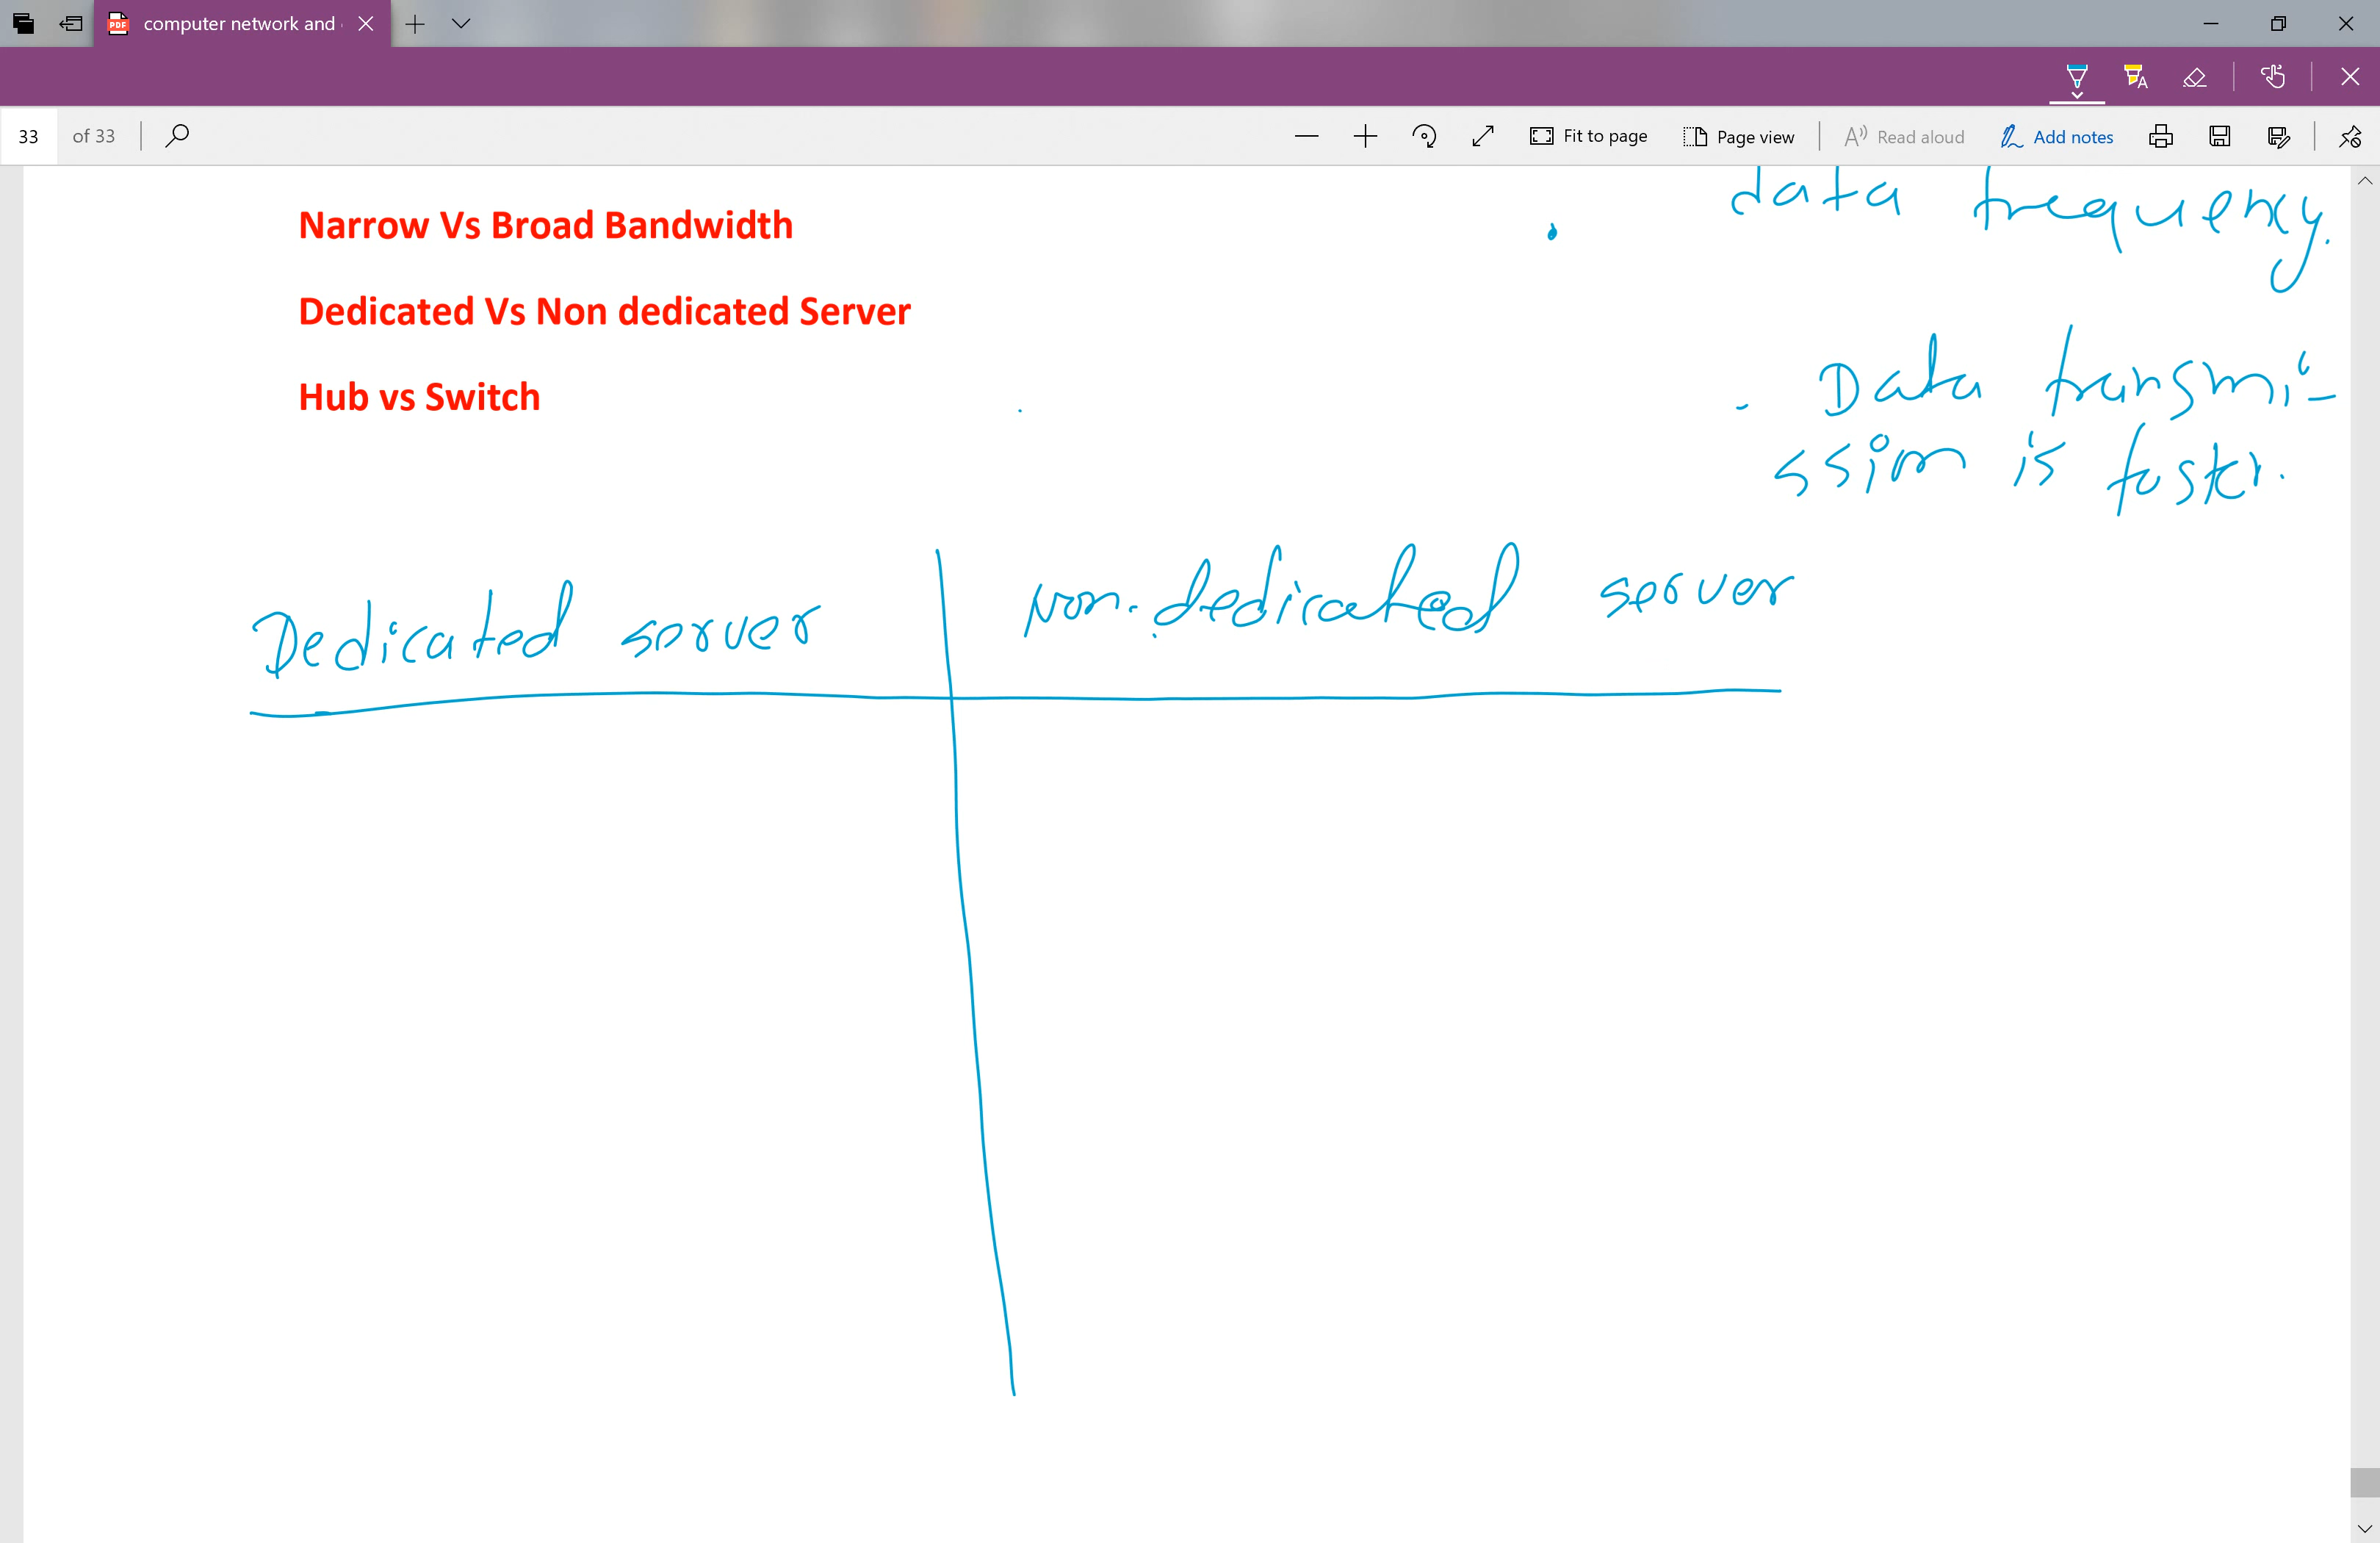 computer network and
33 of 33
Fit to page
Page view
Read aloud
Add notes
data frequency.
Narrow Vs Broad Bandwidth
Dedicated Vs Non dedicated Server
Hub vs Switch
- Data transmi-
ssion is faster.
Dedicated server
Non-dedicated server